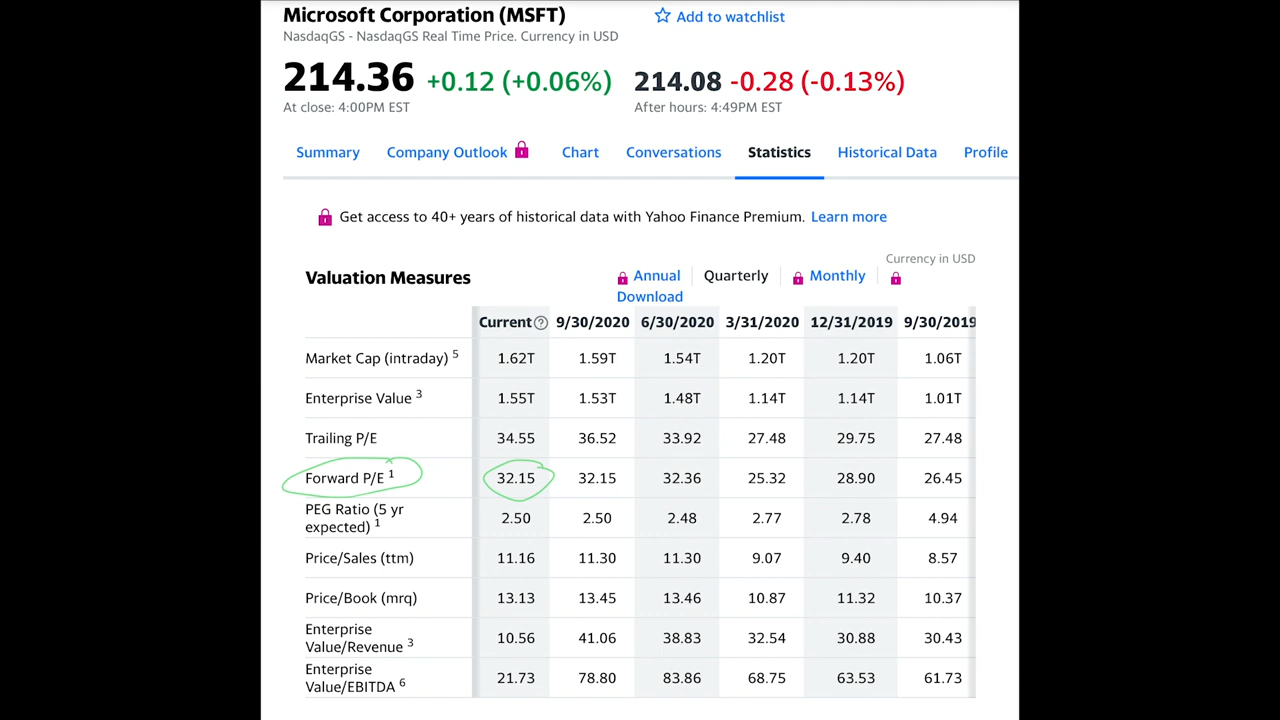 Microsoft Corporation (MSFT)
Add to watchlist
NasdaqGS - NasdaqGS Real Time Price. Currency in USD
214.36 +0.12 (+0.06%) 214.08 -0.28 (-0.13%)
At close: 4:00PM EST After hours: 4:49PM EST
Summary Company Outlook Chart Conversations Statistics Historical Data Profile
Get access to 40+ years of historical data with Yahoo Finance Premium. Learn more
Currency in USD
Valuation Measures
Annual Quarterly Monthly
Download
Current ? 9/30/2020 6/30/2020 3/31/2020 12/31/2019 9/30/2019
Market Cap (intraday) 5 1.62T 1.59T 1.54T 1.20T 1.20T 1.06T
Enterprise Value 3 1.55T 1.53T 1.48T 1.14T 1.14T 1.01T
Trailing P/E 34.55 36.52 33.92 27.48 29.75 27.48
Forward P/E 1 32.15 32.15 32.36 25.32 28.90 26.45
PEG Ratio (5 yr
expected) 1 2.50 2.50 2.48 2.77 2.78 4.94
Price/Sales (ttm) 11.16 11.30 11.30 9.07 9.40 8.57
Price/Book (mrq) 13.13 13.45 13.46 10.87 11.32 10.37
Enterprise
Value/Revenue 3 10.56 41.06 38.83 32.54 30.88 30.43
Enterprise
Value/EBITDA 6 21.73 78.80 83.86 68.75 63.53 61.73